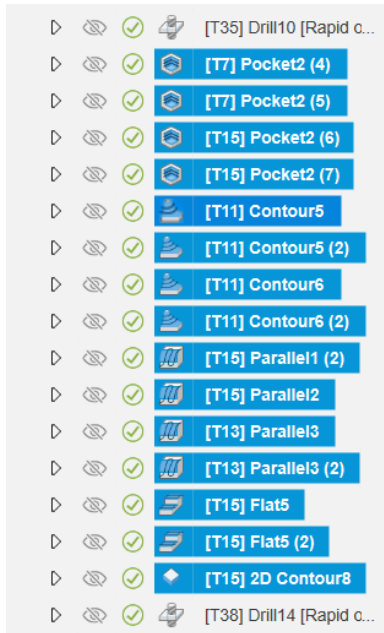 [T35] Drill10 [Rapid o...
[T7] Pocket2 (4)
[T7] Pocket2 (5)
[T15] Pocket2 (6)
[T15] Pocket2 (7)
[T11] Contour5
[T11] Contour5 (2)
[T11] Contour6
[T11] Contour6 (2)
[T15] Parallel1 (2)
[T15] Parallel2
[T13] Parallel3
[T13] Parallel3 (2)
[T15] Flat5
[T15] Flat5 (2)
[T15] 2D Contour8
[T38] Drill14 [Rapid o...